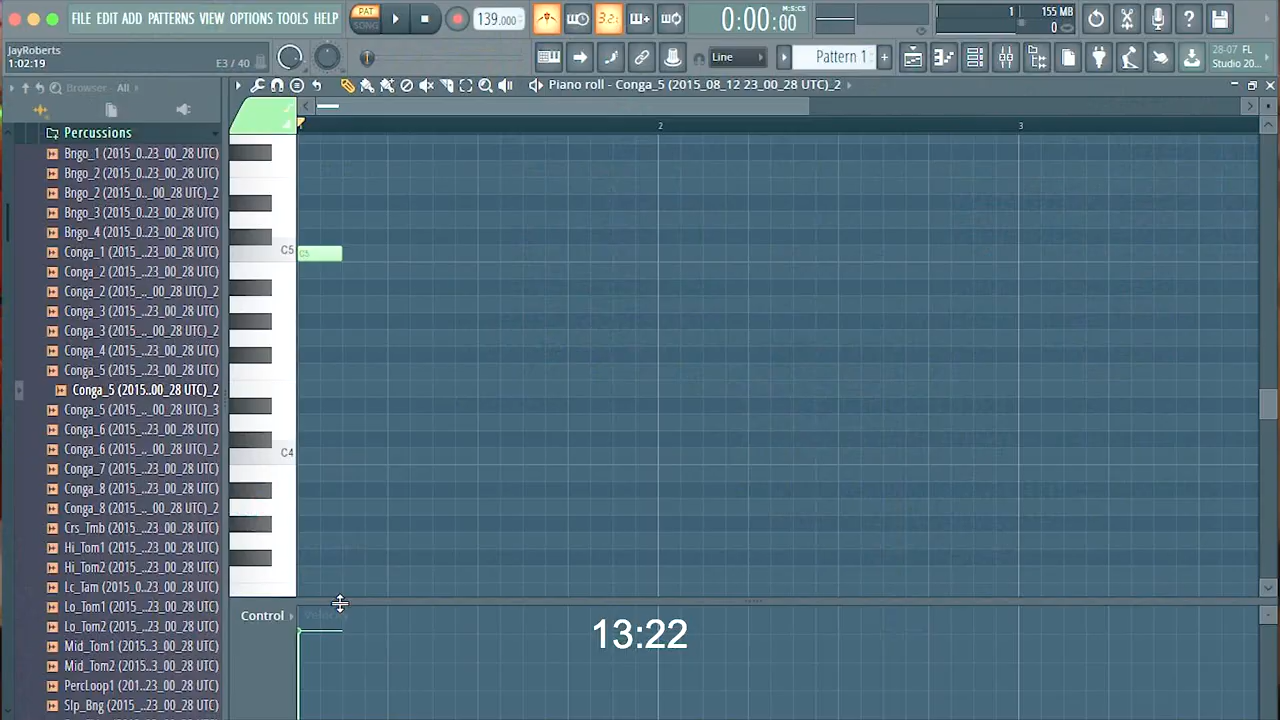 FILE EDIT ADD PATTERNS VIEW OPTIONS TOOLS HELP
PAT
SONG
139.000
3.2.
0:00:00
M:S:CS
1
155 MB
0
JayRoberts
1:02:19
E3 / 40
Line
Pattern 1
28-07 FL
Studio 20..
Browser All
Piano roll - Conga_5 (2015_08_12 23_00_28 UTC)_2
Percussions
2
3
Bngo_1 (2015_0..23_00_28 UTC)
Bngo_2 (2015_0..23_00_28 UTC)
Bngo_2 (2015_0.._00_28 UTC)_2
Bngo_3 (2015_0..23_00_28 UTC)
Bngo_4 (2015_0..23_00_28 UTC)
Conga_1 (2015_..23_00_28 UTC)
Conga_2 (2015_..23_00_28 UTC)
Conga_2 (2015_.._00_28 UTC)_2
Conga_3 (2015_..23_00_28 UTC)
Conga_3 (2015_.._00_28 UTC)_2
Conga_4 (2015_..23_00_28 UTC)
Conga_5 (2015_..23_00_28 UTC)
Conga_5 (2015..00_28 UTC)_2
Conga_5 (2015_.._00_28 UTC)_3
Conga_6 (2015_..23_00_28 UTC)
Conga_6 (2015_.._00_28 UTC)_2
Conga_7 (2015_..23_00_28 UTC)
Conga_8 (2015_..23_00_28 UTC)
Conga_8 (2015_.._00_28 UTC)_2
Crs_Tmb (2015_..23_00_28 UTC)
Hi_Tom1 (2015_..23_00_28 UTC)
Hi_Tom2 (2015_..23_00_28 UTC)
Lc_Tam (2015_0..23_00_28 UTC)
Lo_Tom1 (2015_..23_00_28 UTC)
Lo_Tom2 (2015_..23_00_28 UTC)
Mid_Tom1 (2015..3_00_28 UTC)
Mid_Tom2 (2015..3_00_28 UTC)
PercLoop1 (201..23_00_28 UTC)
Slp_Bng (2015_..23_00_28 UTC)
C5
C5
C4
Control
13:22